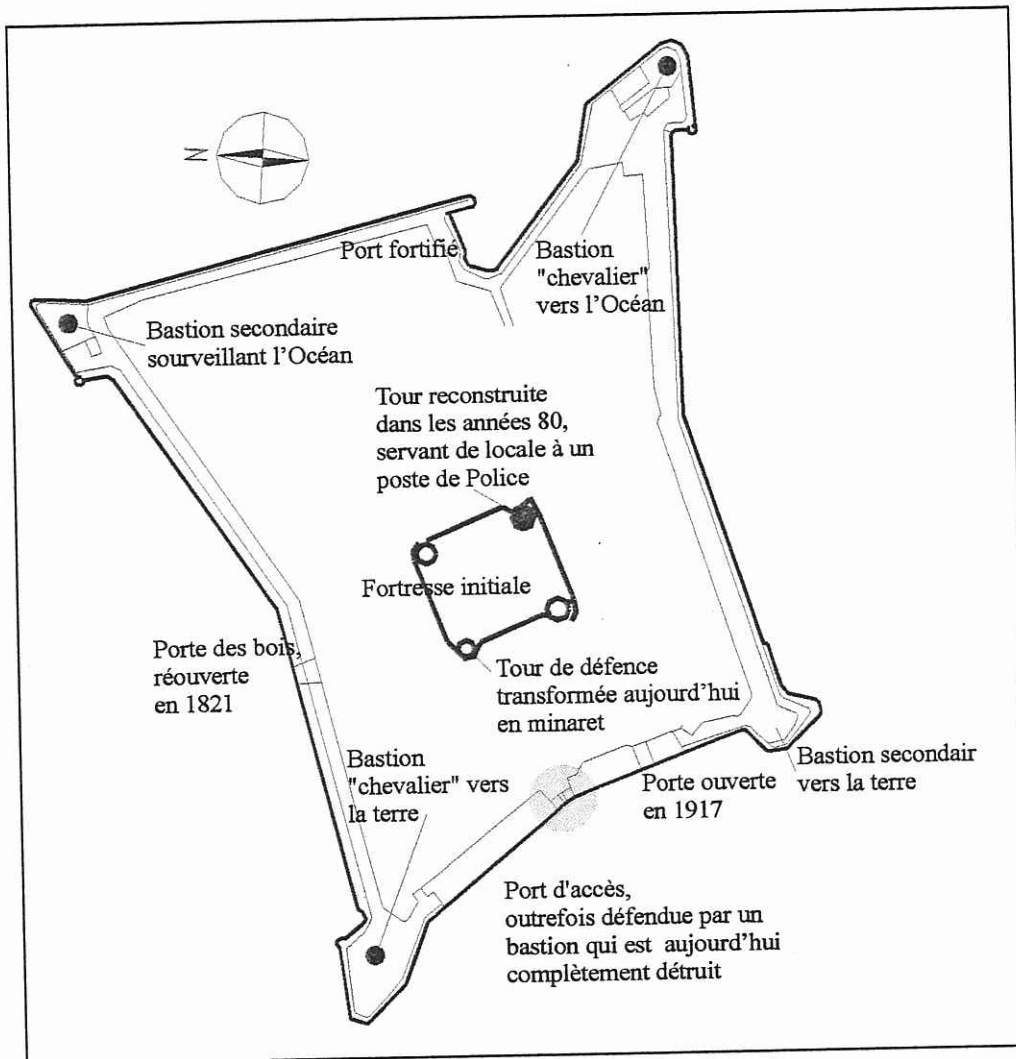 N
Port fortifié
Bastion
"chevalier"
vers l'Océan
Bastion secondaire
sourveillant l'Océan
Tour reconstruite
dans les années 80,
servant de locale à un
poste de Police
Fortresse initiale
Porte des bois,
réouverte
en 1821
Tour de défence
transformée aujourd'hui
en minaret
Bastion
"chevalier" vers
la terre
Porte ouverte
en 1917
Bastion secondair
vers la terre
Port d'accès,
outrefois défendue par un
bastion qui est aujourd'hui
complètement détruit